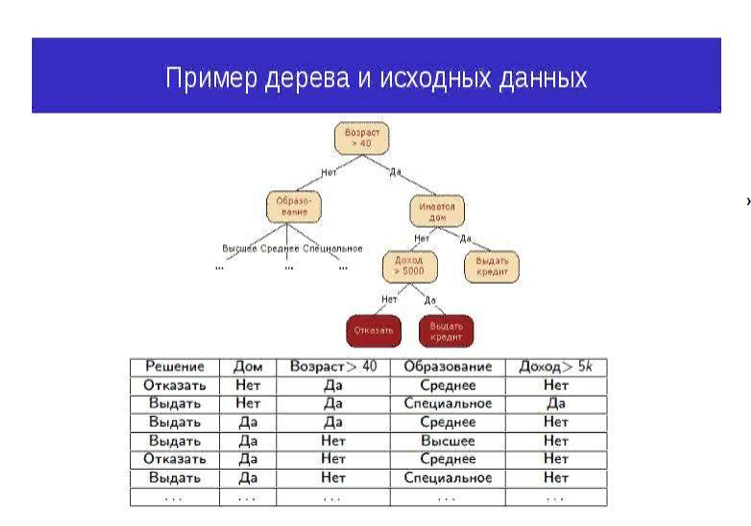 Пример дерева и исходных данных
Возраст
> 40
Нет
Да
Образо-
вание
Имеется
дом
Высшее Среднее Специальное
Нет
Да
... ... ...
Доход
> 5000
Выдать
кредит
Нет
Да
Отказать
Выдать
кредит
Решение Дом Возраст> 40 Образование Доход> 5k
Отказать Нет Да Среднее Нет
Выдать Нет Да Специальное Да
Выдать Да Да Среднее Нет
Выдать Да Нет Высшее Нет
Отказать Да Нет Среднее Нет
Выдать Да Нет Специальное Нет
... ... ... ... ...